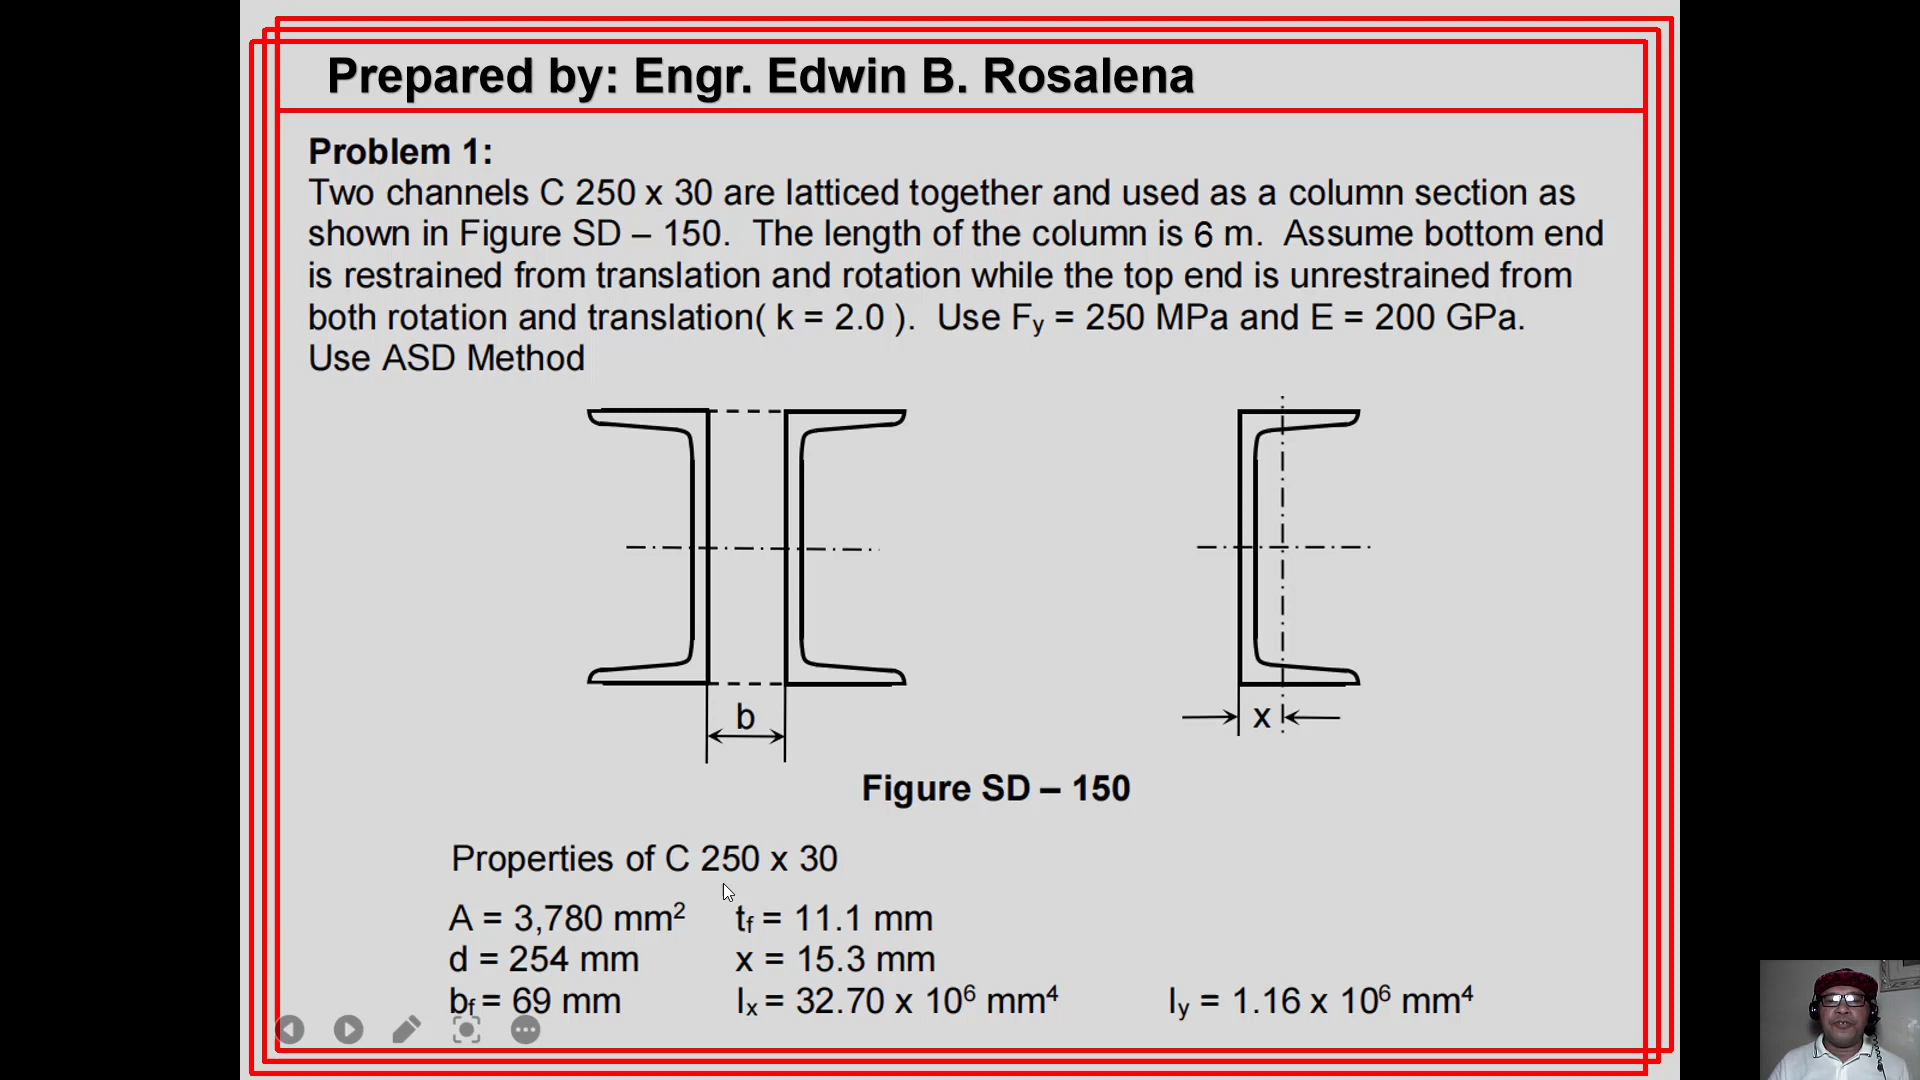 Prepared by: Engr. Edwin B. Rosalena
Problem 1:
Two channels C 250 x 30 are latticed together and used as a column section as
shown in Figure SD – 150.  The length of the column is 6 m.  Assume bottom end
is restrained from translation and rotation while the top end is unrestrained from
both rotation and translation( k = 2.0 ).  Use Fy = 250 MPa and E = 200 GPa.
Use ASD Method
b
x
Figure SD – 150
Properties of C 250 x 30
A = 3,780 mm² tf = 11.1 mm
d = 254 mm x = 15.3 mm
bf = 69 mm Ix = 32.70 x 10⁶ mm⁴ Iy = 1.16 x 10⁶ mm⁴